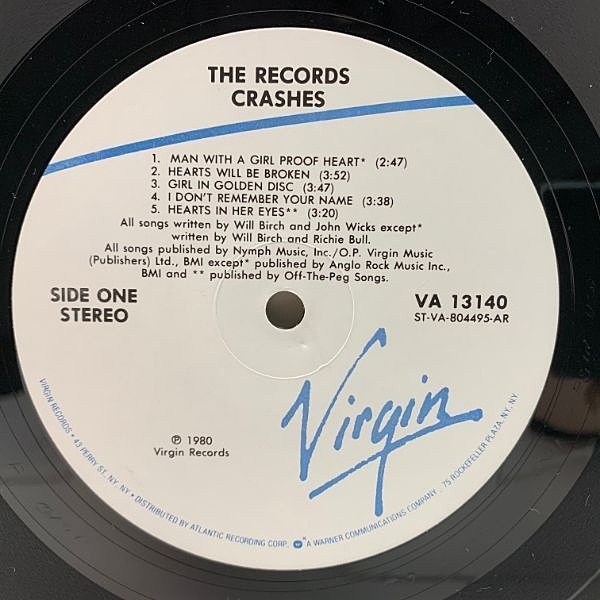 THE RECORDS
CRASHES
1. MAN WITH A GIRL PROOF HEART* (2:47)
2. HEARTS WILL BE BROKEN (3:52)
3. GIRL IN GOLDEN DISC (3:47)
4. I DON'T REMEMBER YOUR NAME (3:38)
5. HEARTS IN HER EYES** (3:20)
All songs written by Will Birch and John Wicks except*
written by Will Birch and Richie Bull.
All songs published by Nymph Music, Inc./O.P. Virgin Music
(Publishers) Ltd., BMI except* published by Anglo Rock Music Inc.,
BMI and ** published by Off-The-Peg Songs.
SIDE ONE
STEREO
VA 13140
ST-VA-804495-AR
Virgin
℗ 1980
Virgin Records
VIRGIN RECORDS • 43 PERRY ST, NY, NY • DISTRIBUTED BY ATLANTIC RECORDING CORP. W ® A WARNER COMMUNICATIONS COMPANY. 75 ROCKEFELLER PLAZA, NY, NY